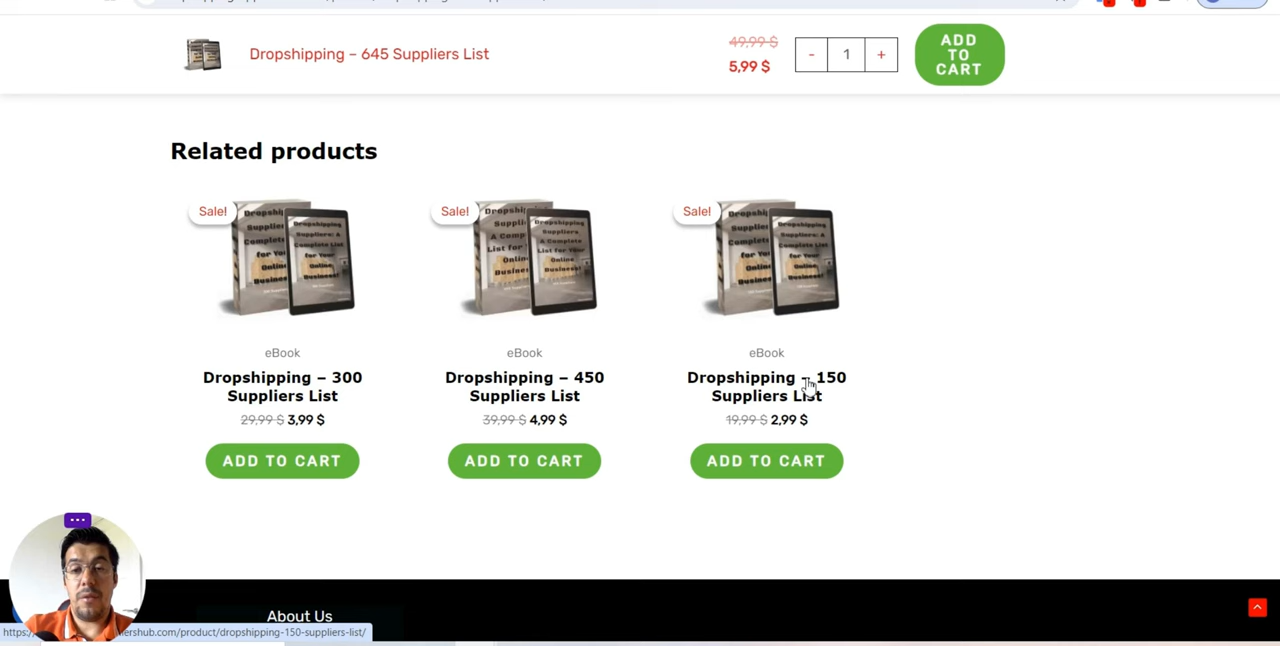 Dropshipping – 645 Suppliers List
49,99 $
5,99 $
-
1
+
ADD
TO
CART
Related products
Sale!
Sale!
Sale!
eBook
eBook
eBook
Dropshipping – 300
Suppliers List
Dropshipping – 450
Suppliers List
Dropshipping – 150
Suppliers List
29,99 $ 3,99 $
39,99 $ 4,99 $
19,99 $ 2,99 $
ADD TO CART
ADD TO CART
ADD TO CART
About Us
ershub.com/product/dropshipping-150-suppliers-list/